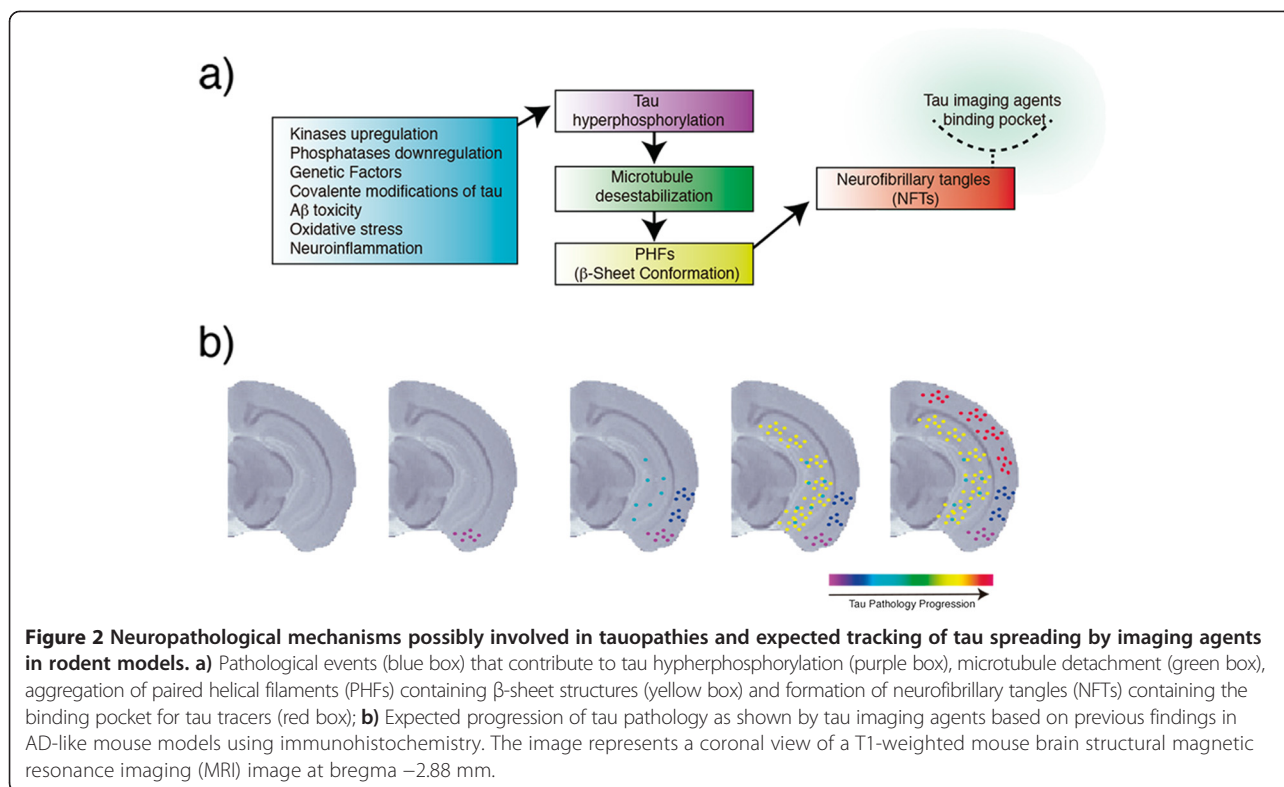 a)
Kinases upregulation
Phosphatases downregulation
Genetic Factors
Covalente modifications of tau
Aβ toxicity
Oxidative stress
Neuroinflammation
Tau
hyperphosphorylation
Microtubule
desestabilization
PHFs
(β-Sheet Conformation)
Tau imaging agents
binding pocket
Neurofibrillary tangles
(NFTs)
b)
Tau Pathology Progression
Figure 2 Neuropathological mechanisms possibly involved in tauopathies and expected tracking of tau spreading by imaging agents
in rodent models. a) Pathological events (blue box) that contribute to tau hypherphosphorylation (purple box), microtubule detachment (green box),
aggregation of paired helical filaments (PHFs) containing β-sheet structures (yellow box) and formation of neurofibrillary tangles (NFTs) containing the
binding pocket for tau tracers (red box); b) Expected progression of tau pathology as shown by tau imaging agents based on previous findings in
AD-like mouse models using immunohistochemistry. The image represents a coronal view of a T1-weighted mouse brain structural magnetic
resonance imaging (MRI) image at bregma −2.88 mm.